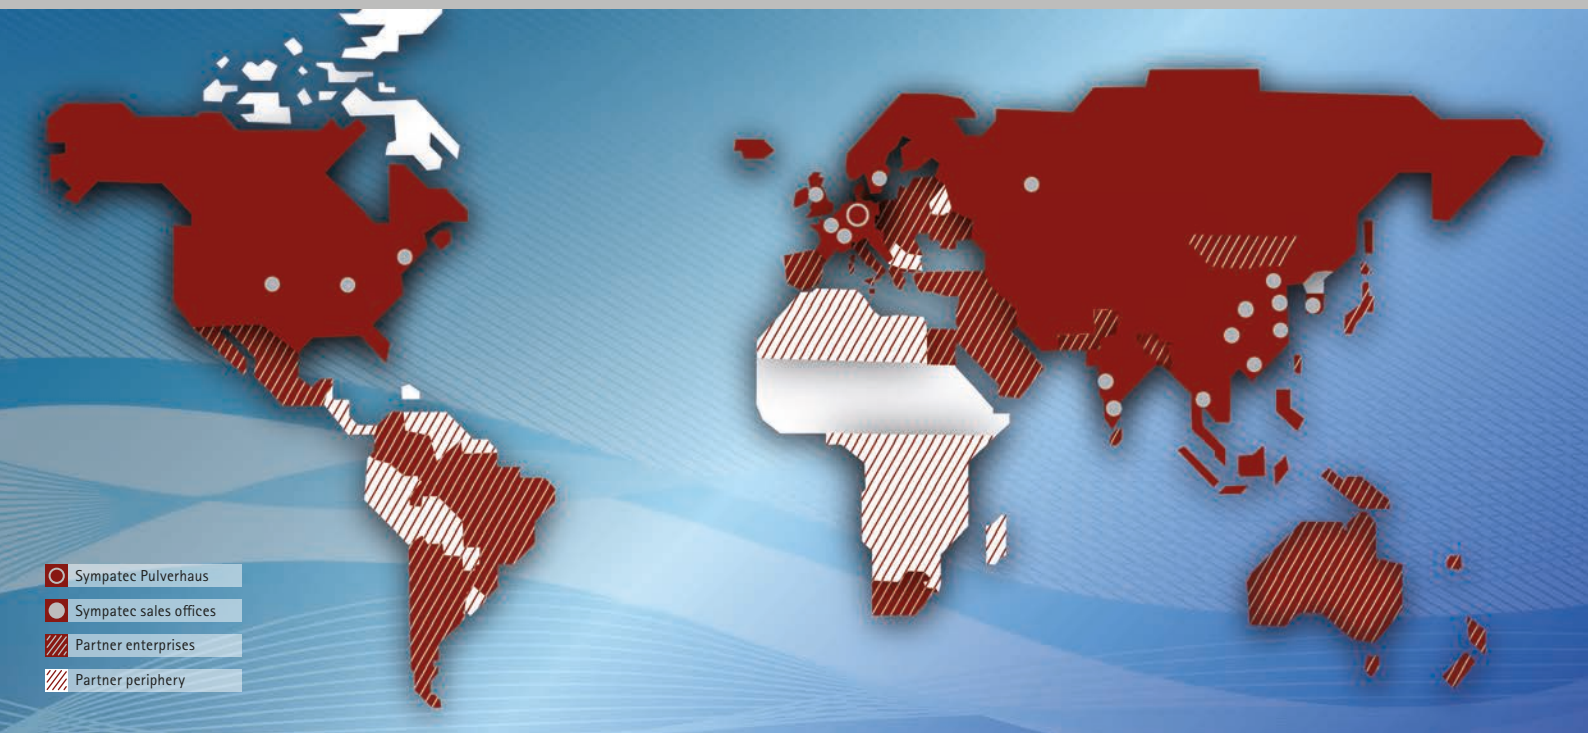 Sympatec Pulverhaus
Sympatec sales offices
Partner enterprises
Partner periphery